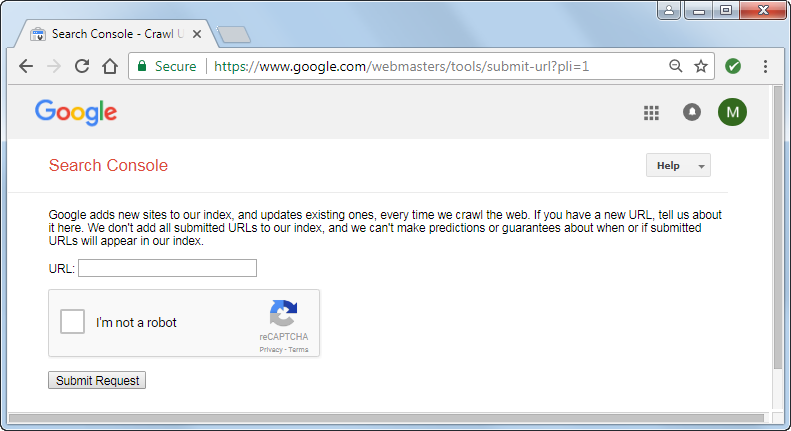 Search Console - Crawl U
Secure
https://www.google.com/webmasters/tools/submit-url?pli=1
Google
M
Search Console
Help
Google adds new sites to our index, and updates existing ones, every time we crawl the web. If you have a new URL, tell us about
it here. We don't add all submitted URLs to our index, and we can't make predictions or guarantees about when or if submitted
URLs will appear in our index.
URL:
I'm not a robot
reCAPTCHA
Privacy - Terms
Submit Request